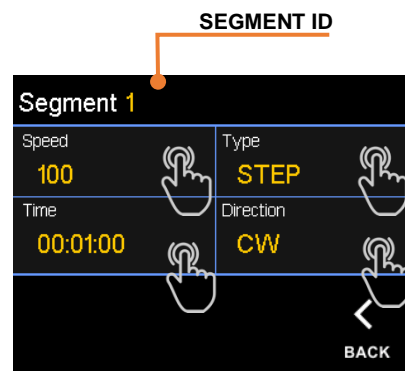 SEGMENT ID
Segment 1
Speed
100
Type
STEP
Time
00:01:00
Direction
CW
BACK